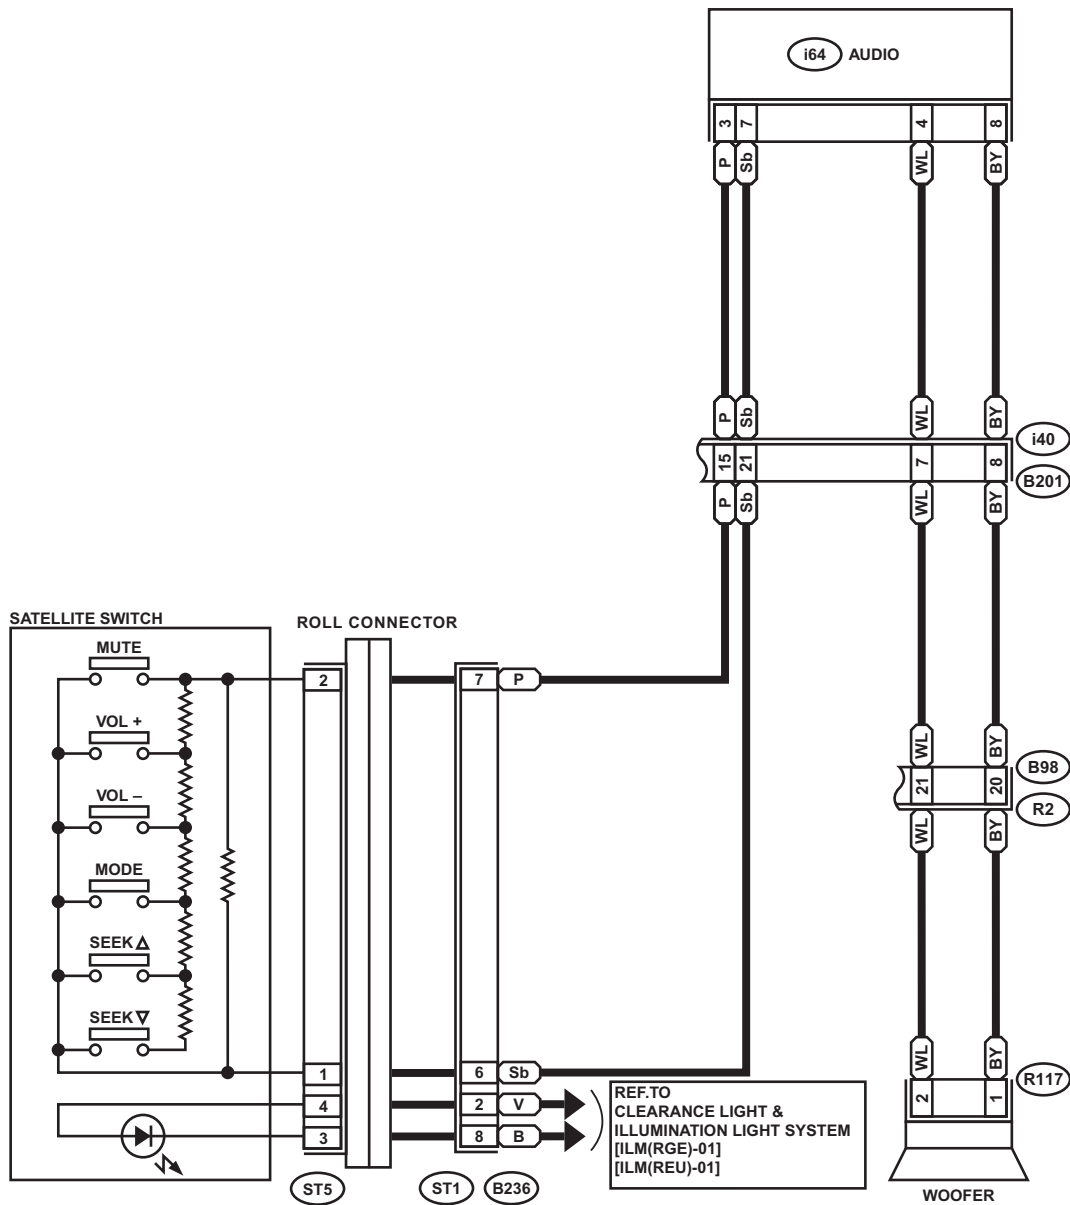 i64 AUDIO
3 7 4 8
P Sb WL BY
P Sb WL BY
i40
15 21 7 8
B201
P Sb WL BY
SATELLITE SWITCH
ROLL CONNECTOR
MUTE
2 7 P
VOL +
WL BY
VOL –
B98
21 20
R2
WL BY
MODE
SEEK △
SEEK ▽
WL BY
1 6 Sb
R117
2 1
4 2 V
3 8 B
REF.TO
CLEARANCE LIGHT &
ILLUMINATION LIGHT SYSTEM
[ILM(RGE)-01]
[ILM(REU)-01]
ST5 ST1 B236
WOOFER